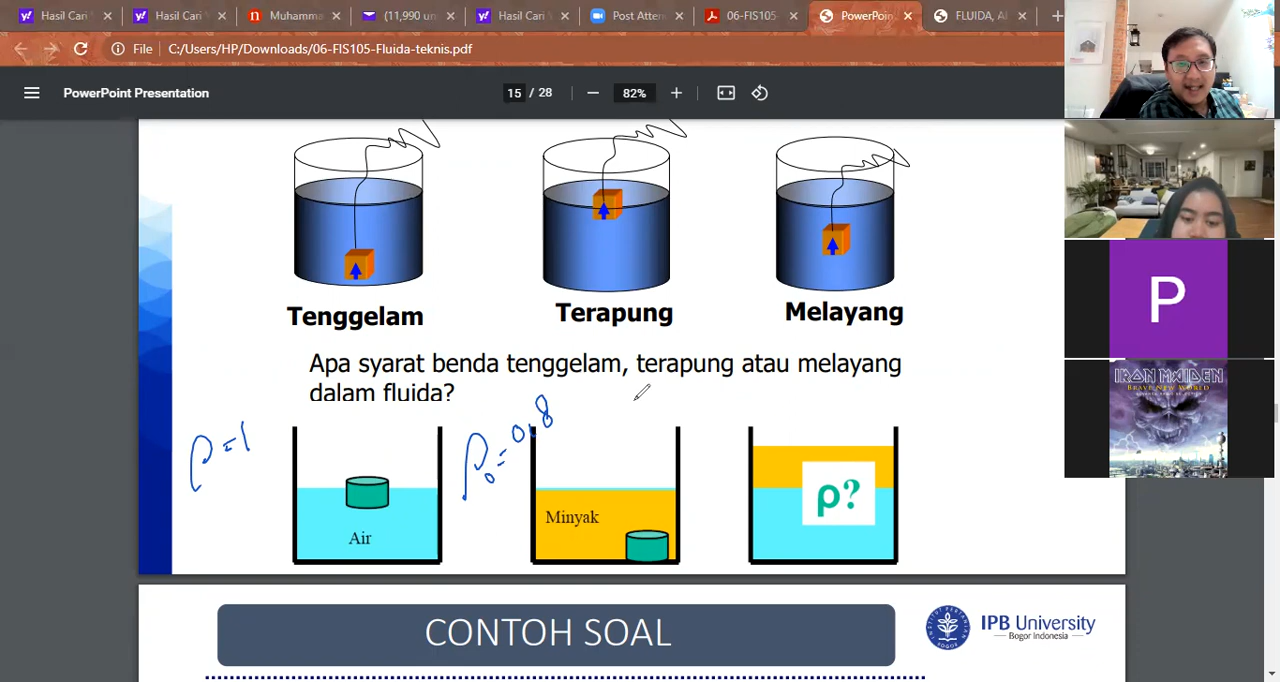 Hasil Cari
Hasil Cari
Muhamma
(11,990 un
Hasil Cari
Post Atten
06-FIS105-
PowerPoin
FLUIDA, A
File C:/Users/HP/Downloads/06-FIS105-Fluida-teknis.pdf
PowerPoint Presentation 15 / 28 82%
Tenggelam Terapung Melayang
Apa syarat benda tenggelam, terapung atau melayang
dalam fluida?
ρ=1
ρ₀=0,8
Air
Minyak
ρ?
CONTOH SOAL
IPB University
Bogor Indonesia
P
IRON MAIDEN
BRAVE NEW WORLD